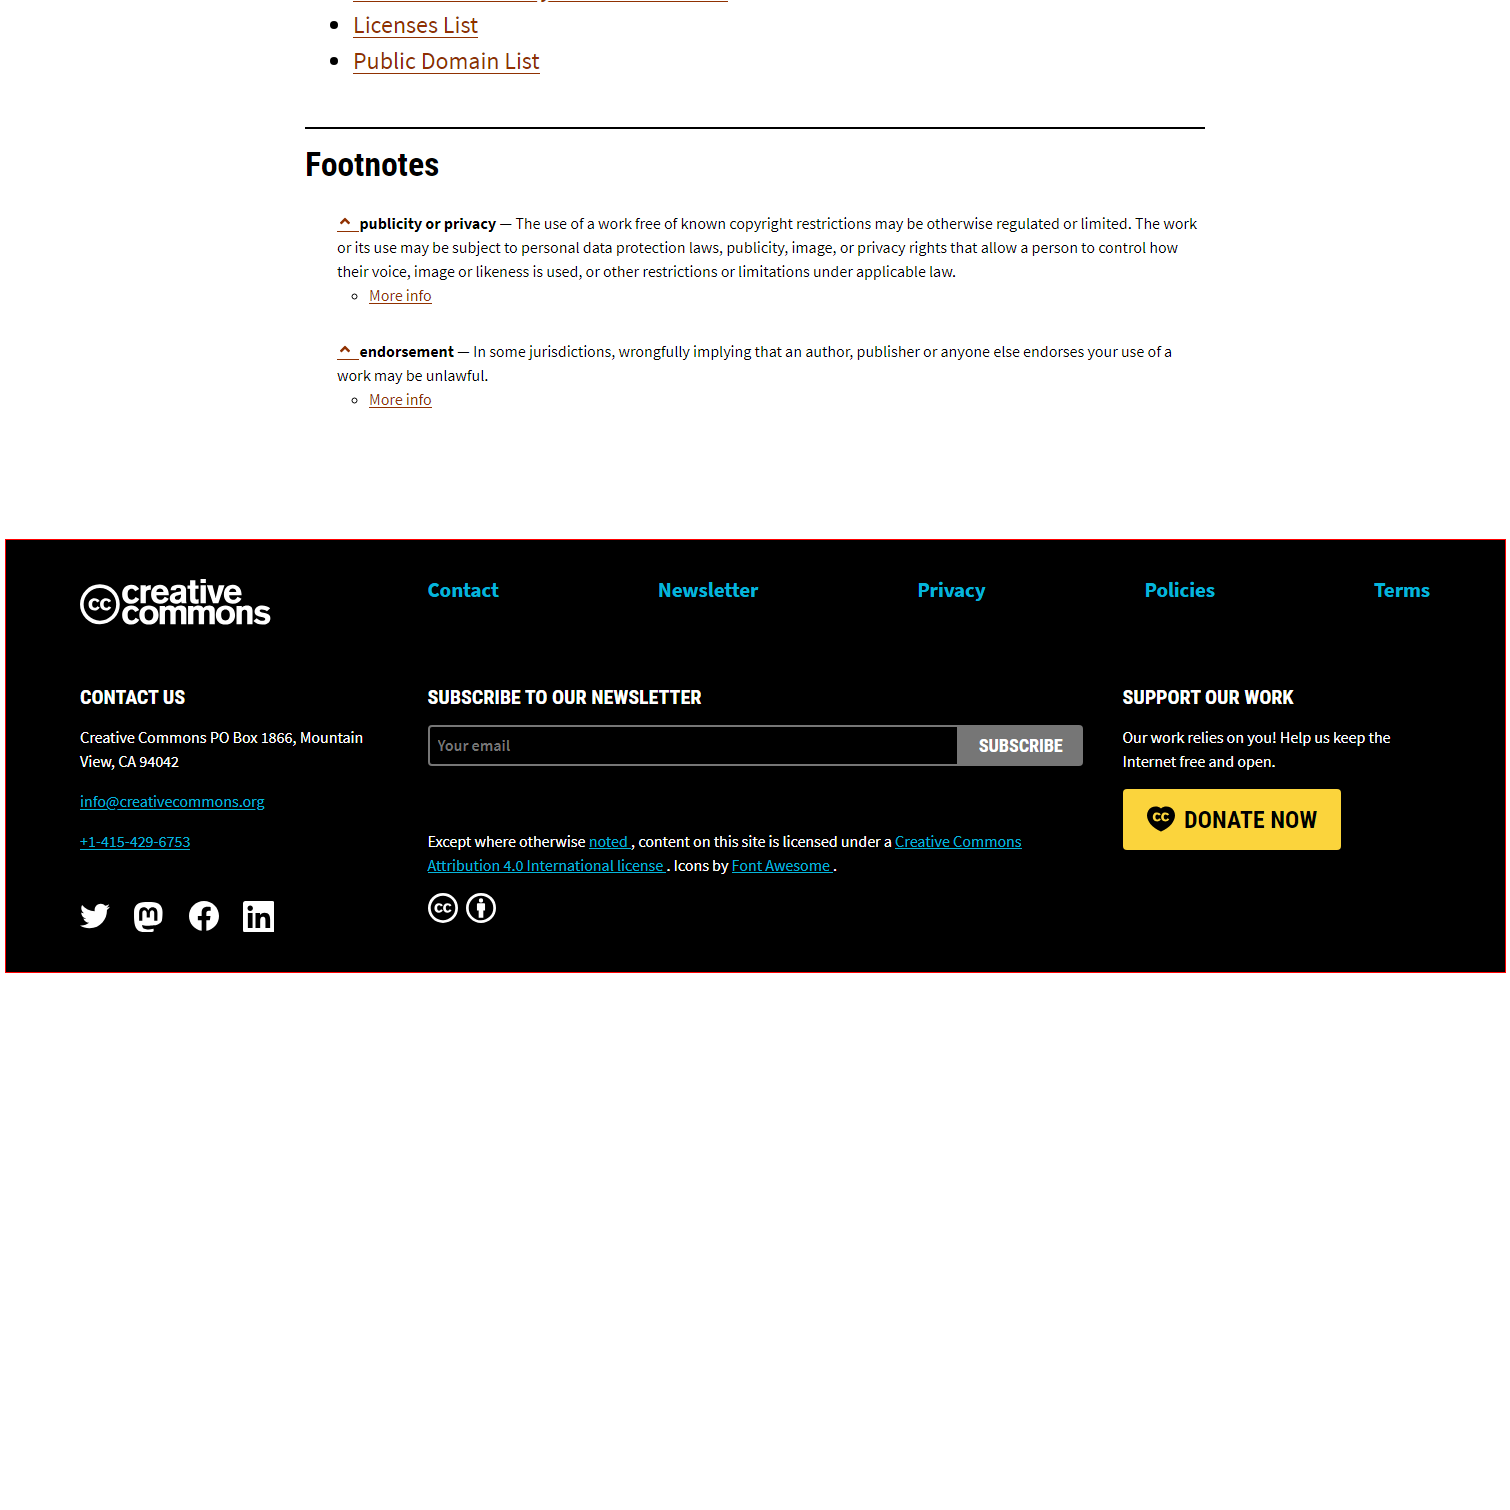 Licenses List
Public Domain List
Footnotes
publicity or privacy — The use of a work free of known copyright restrictions may be otherwise regulated or limited. The work
or its use may be subject to personal data protection laws, publicity, image, or privacy rights that allow a person to control how
their voice, image or likeness is used, or other restrictions or limitations under applicable law.
More info
endorsement — In some jurisdictions, wrongfully implying that an author, publisher or anyone else endorses your use of a
work may be unlawful.
More info
cc creative
commons
Contact
Newsletter
Privacy
Policies
Terms
CONTACT US
Creative Commons PO Box 1866, Mountain
View, CA 94042
info@creativecommons.org
+1-415-429-6753
SUBSCRIBE TO OUR NEWSLETTER
Your email
SUBSCRIBE
Except where otherwise noted , content on this site is licensed under a Creative Commons
Attribution 4.0 International license . Icons by Font Awesome .
cc
SUPPORT OUR WORK
Our work relies on you! Help us keep the
Internet free and open.
cc DONATE NOW